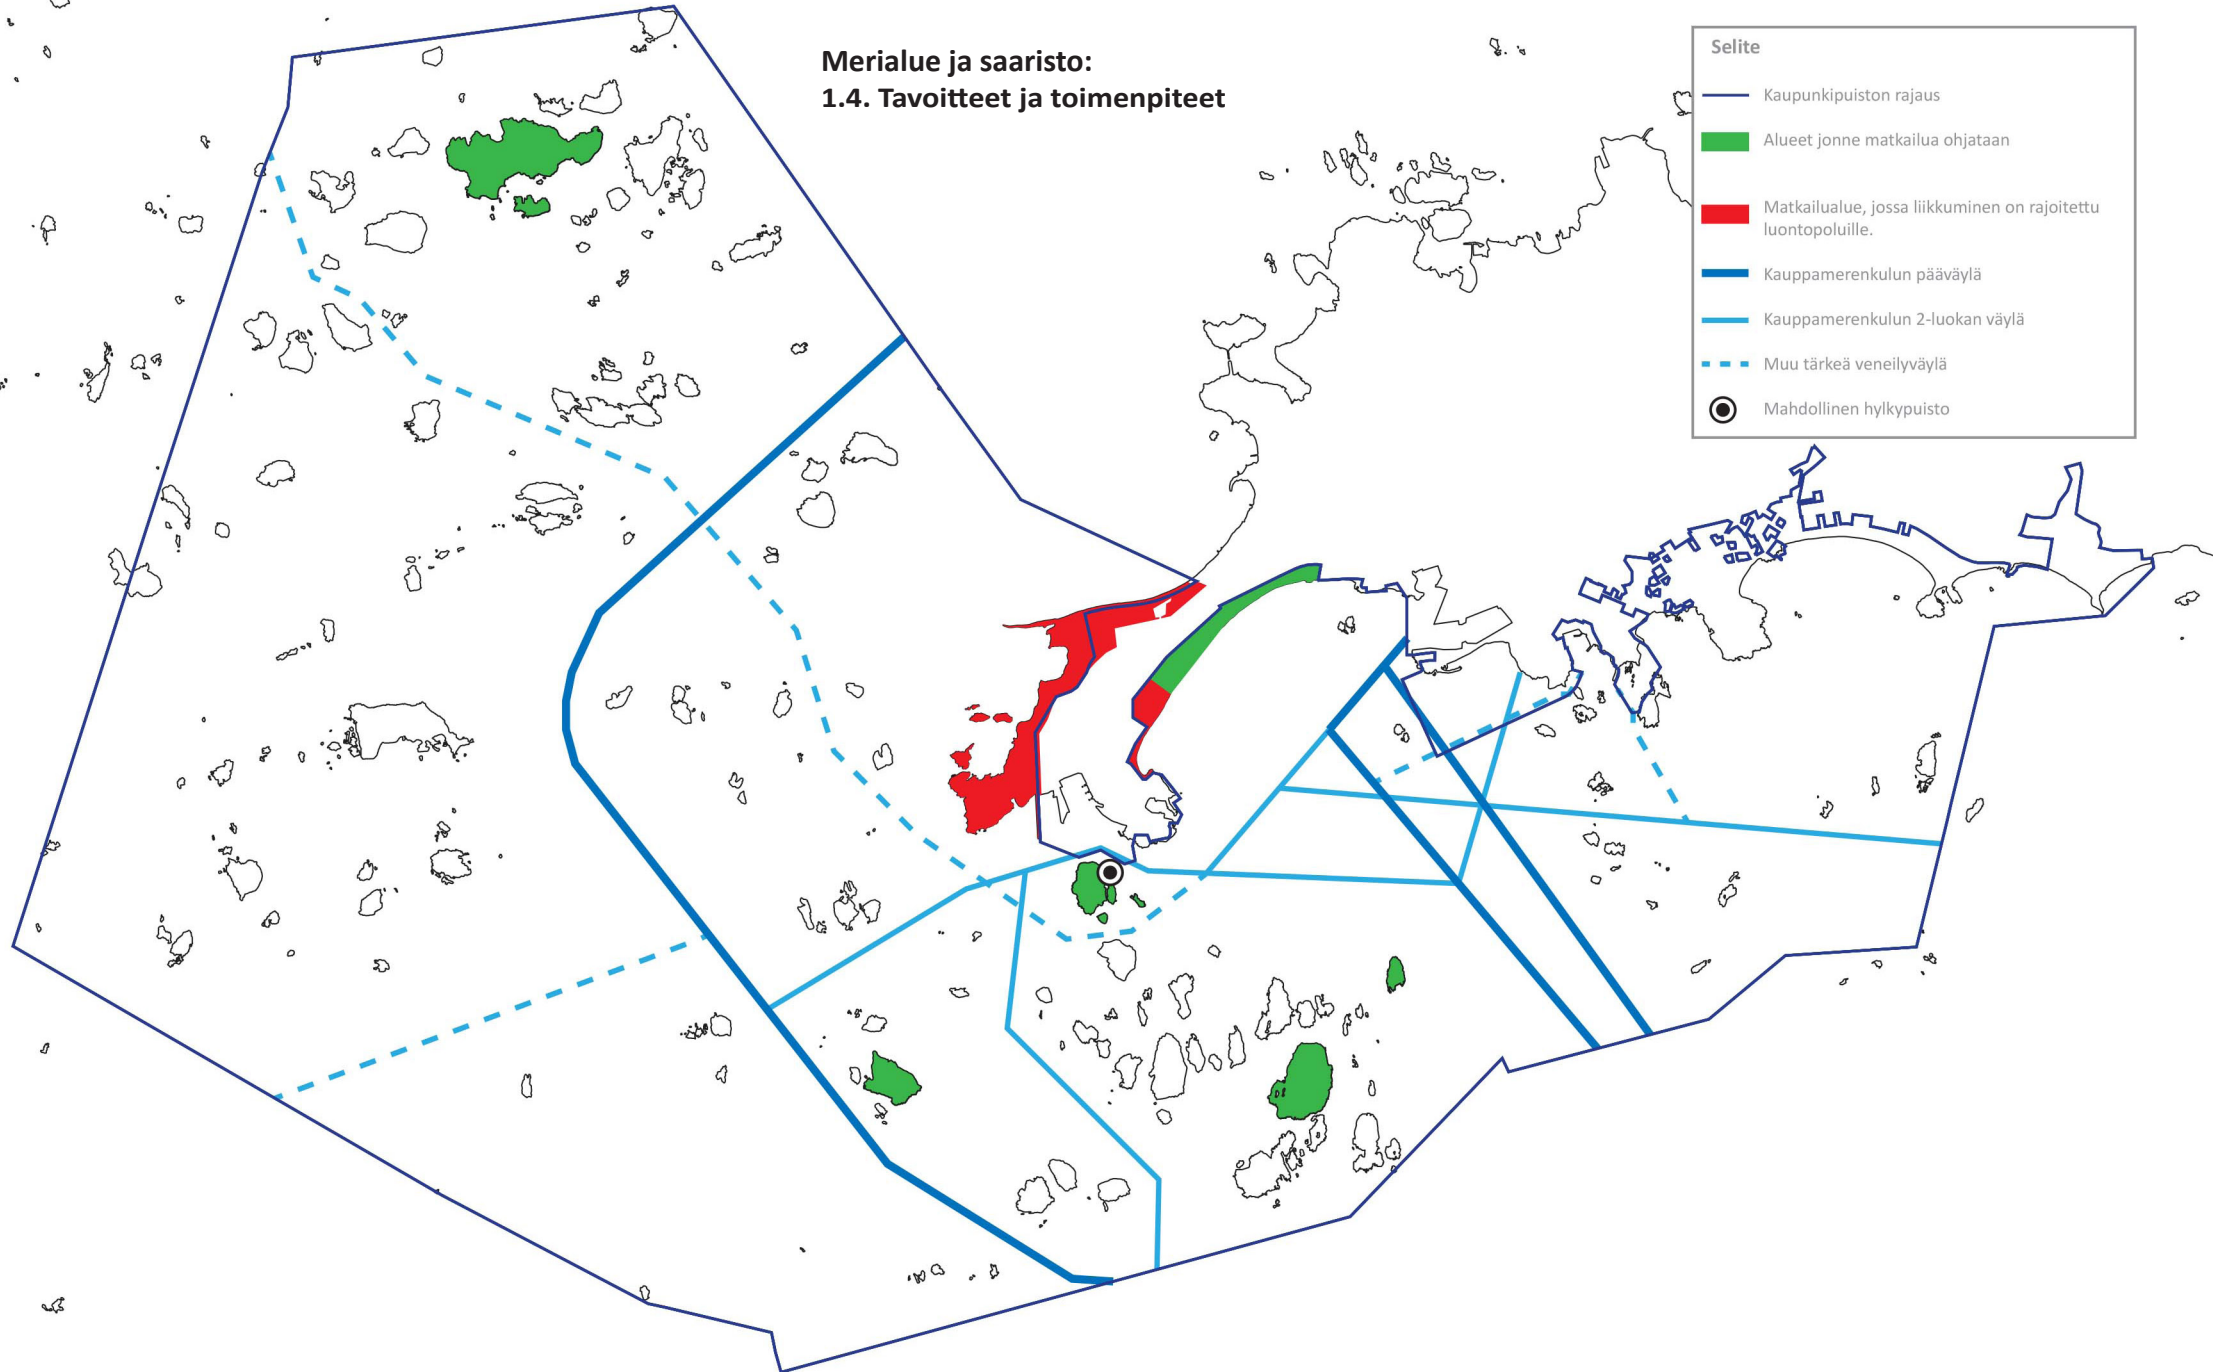 Merialue ja saaristo:
1.4. Tavoitteet ja toimenpiteet
Selite
Kaupunkipuiston rajaus
Alueet jonne matkailua ohjataan
Matkailualue, jossa liikkuminen on rajoitettu
luontopoluille.
Kauppamerenkulun pääväylä
Kauppamerenkulun 2-luokan väylä
Muu tärkeä veneilyväylä
Mahdollinen hylkypuisto